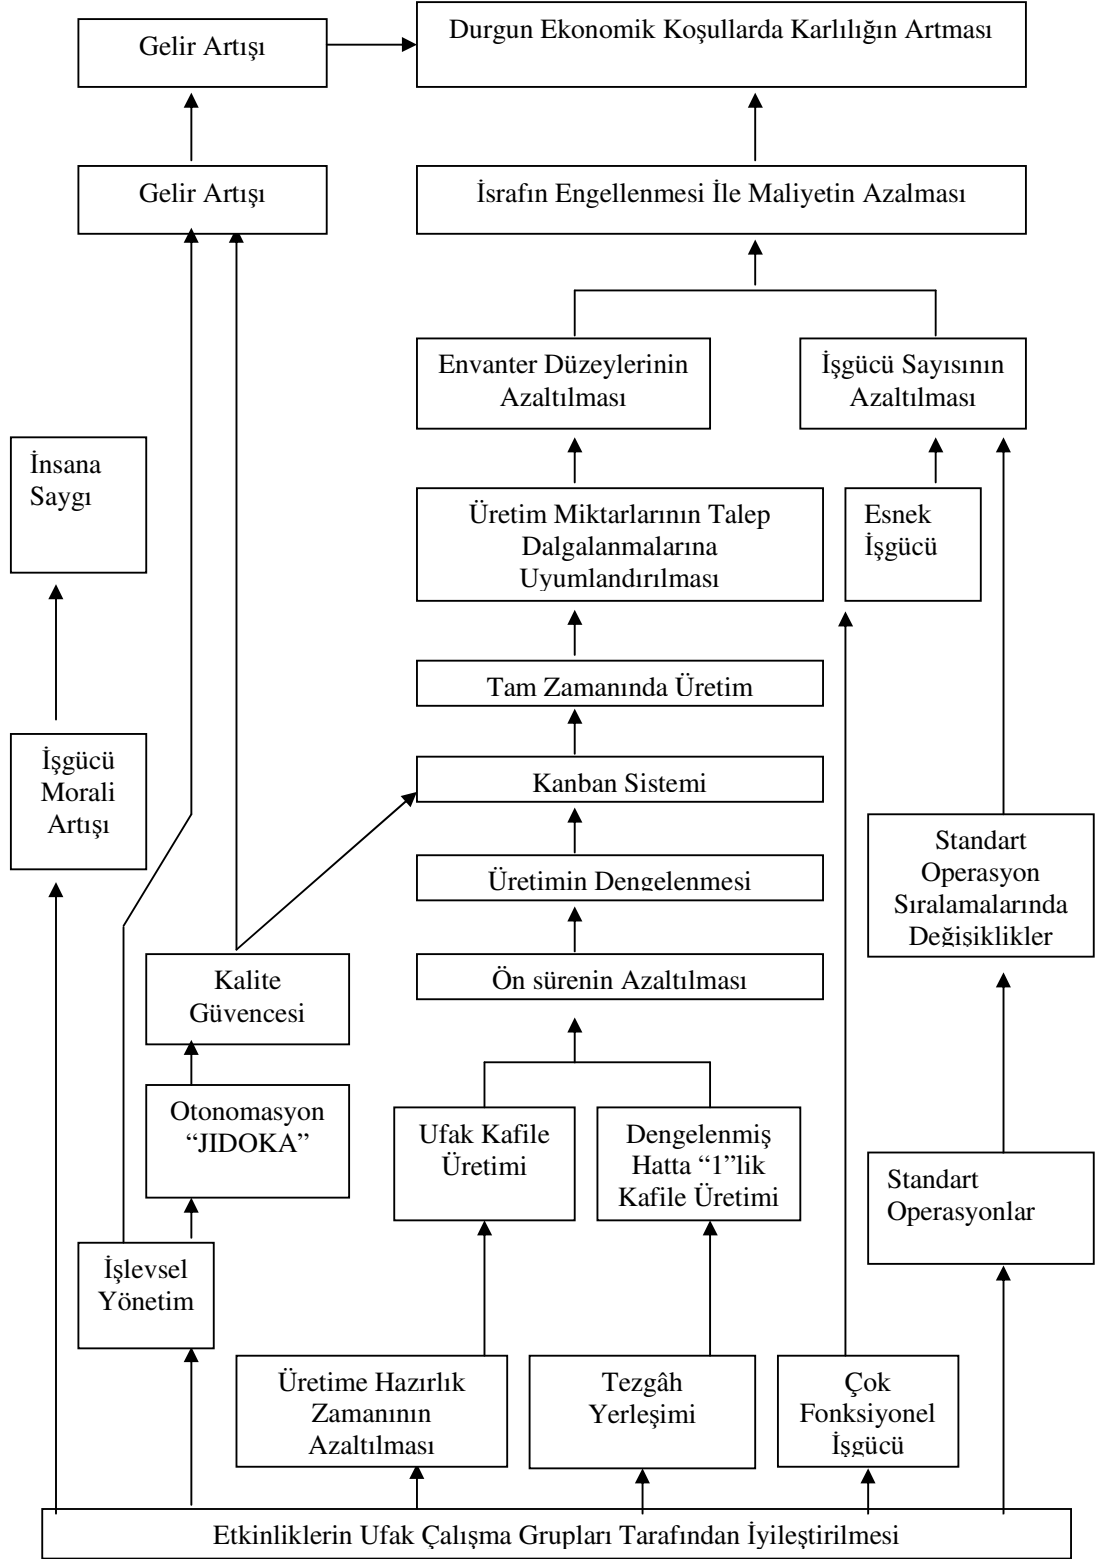 Gelir Artışı
Durgun Ekonomik Koşullarda Karlılığın Artması
Gelir Artışı
İsrafın Engellenmesi İle Maliyetin Azalması
Envanter Düzeylerinin
Azaltılması
İşgücü Sayısının
Azaltılması
İnsana
Saygı
Üretim Miktarlarının Talep
Dalgalanmalarına
Uyumlandırılması
Esnek
İşgücü
Tam Zamanında Üretim
İşgücü
Morali
Artışı
Kanban Sistemi
Üretimin Dengelenmesi
Standart
Operasyon
Sıralamalarında
Değişiklikler
Kalite
Güvencesi
Ön sürenin Azaltılması
Otonomasyon
“JIDOKA”
Ufak Kafile
Üretimi
Dengelenmiş
Hatta “1”lik
Kafile Üretimi
Standart
Operasyonlar
İşlevsel
Yönetim
Üretime Hazırlık
Zamanının
Azaltılması
Tezgâh
Yerleşimi
Çok
Fonksiyonel
İşgücü
Etkinliklerin Ufak Çalışma Grupları Tarafından İyileştirilmesi